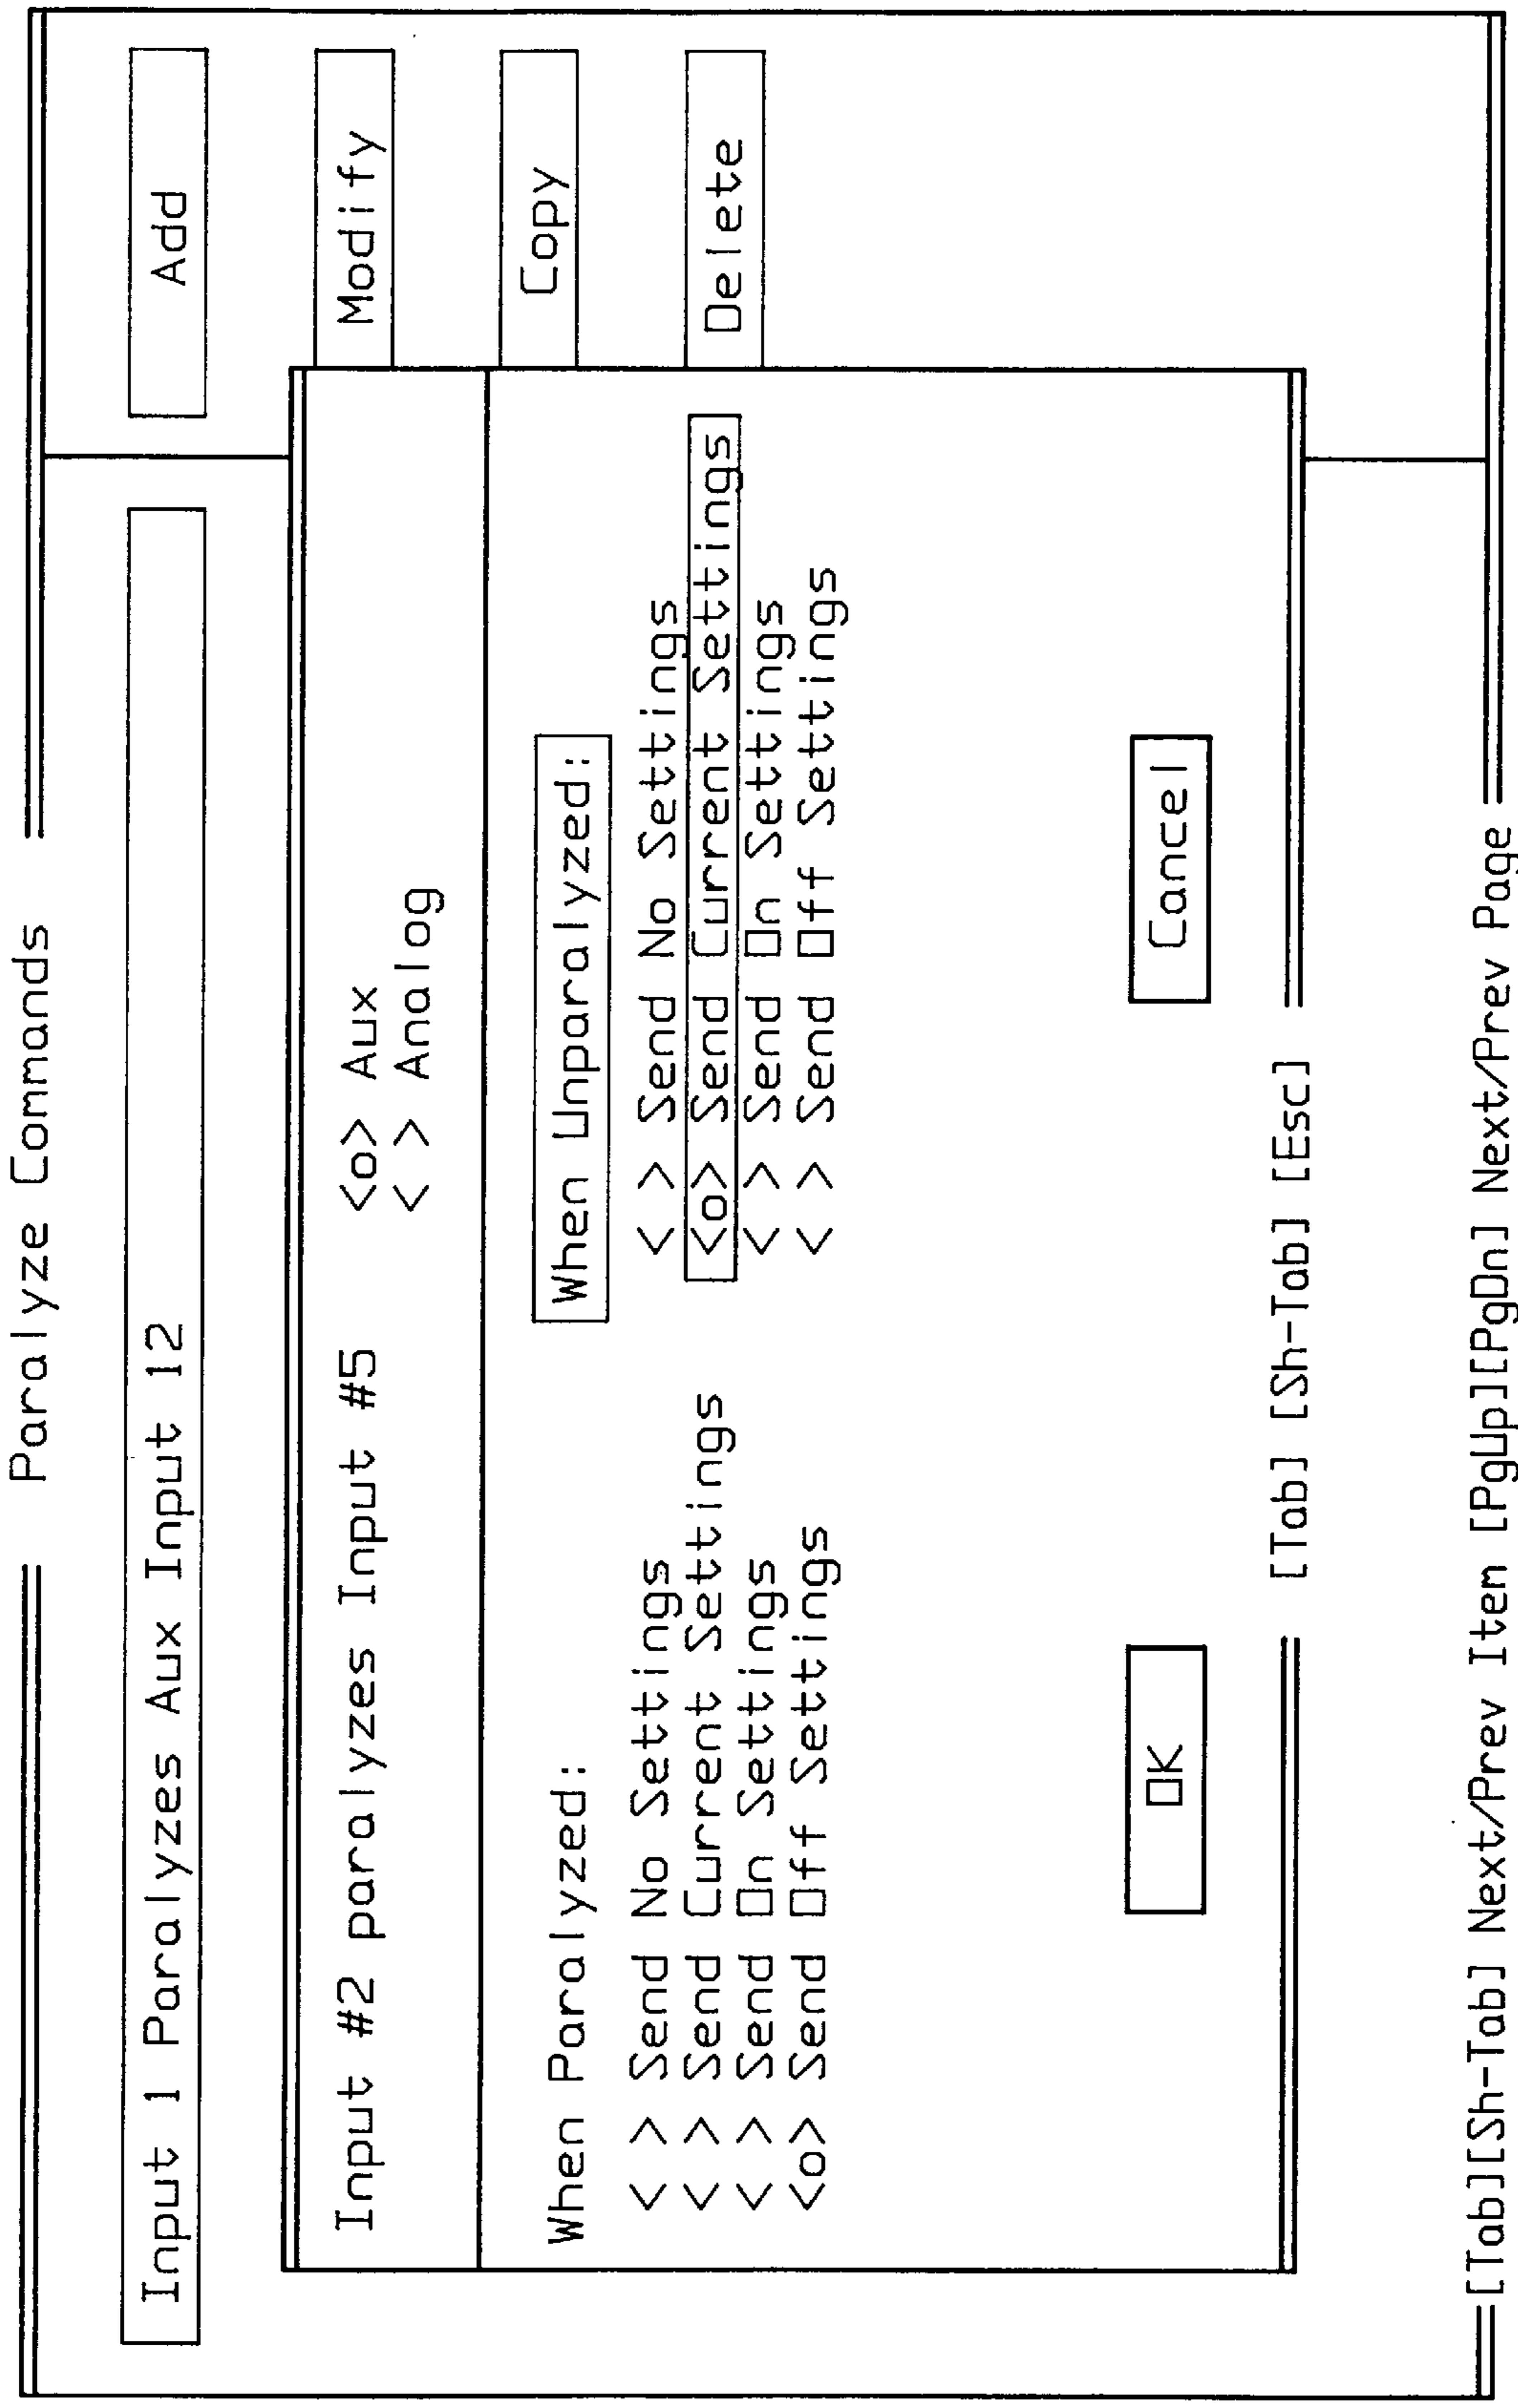 Paralyze Commands
Input 1 Paralyzes Aux Input 12
Add
Modify
Copy
Delete
Input #2 paralyzes Input #5
<o> Aux
< > Analog
When Paralyzed:
< > Send No Settings
< > Send Current Settings
< > Send On Settings
<o> Send Off Settings
When Unparalyzed:
< > Send No Settings
<o> Send Current Settings
< > Send On Settings
< > Send Off Settings
OK
Cancel
[Tab] [Sh-Tab] [Esc]
[Tab][Sh-Tab] Next/Prev Item [PgUp][PgDn] Next/Prev Page